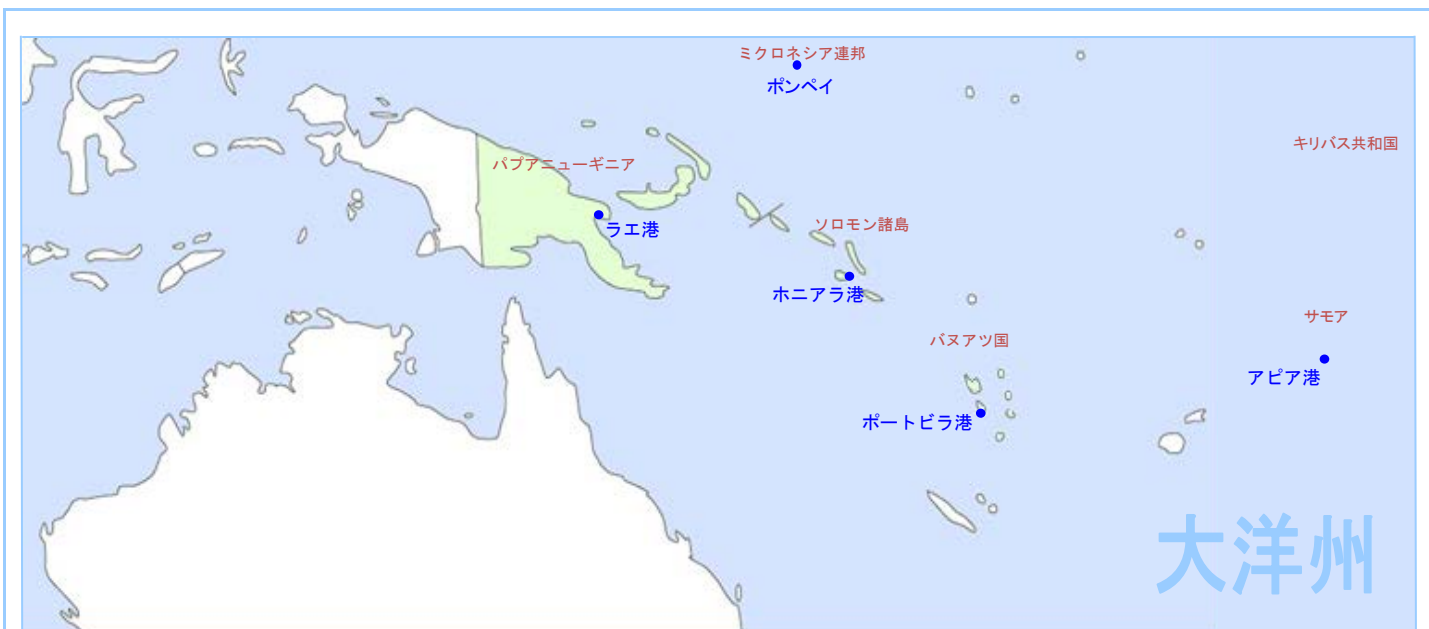 ミクロネシア連邦
ポンペイ
キリバス共和国
パプアニューギニア
ラエ港
ソロモン諸島
ホニアラ港
サモア
バヌアツ国
アピア港
ポートビラ港
大洋州